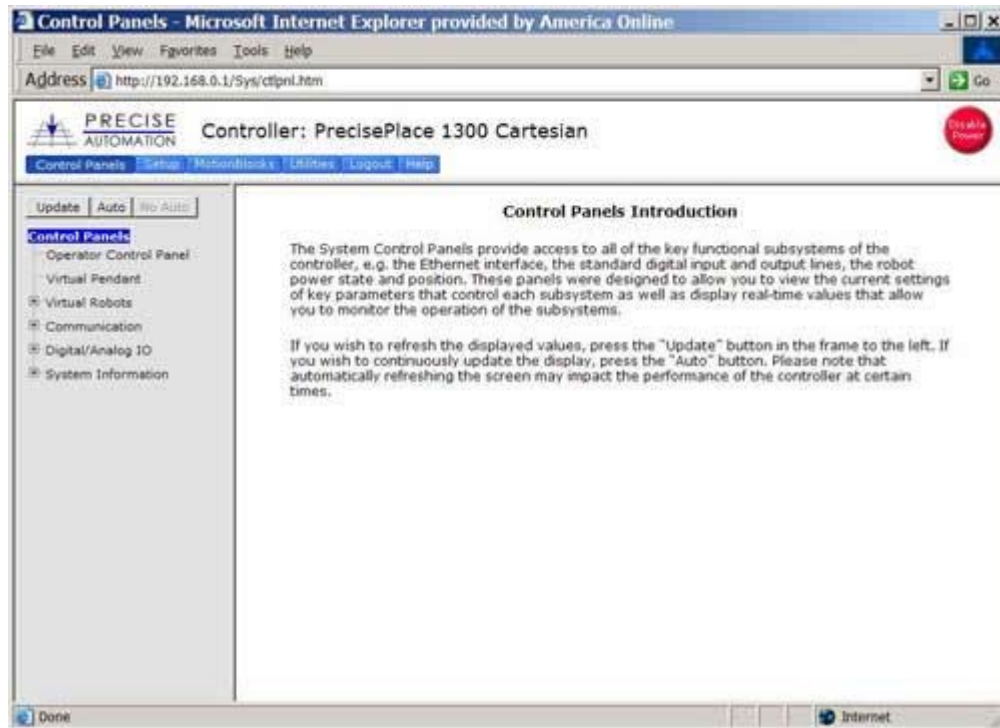 Control Panels - Microsoft Internet Explorer provided by America Online
File Edit View Favorites Tools Help
Address http://192.168.0.1/Sys/ctlpnl.htm Go
PRECISE
AUTOMATION
Controller: PrecisePlace 1300 Cartesian
Disable
Power
Control Panels Setup MotionBlocks Utilities Logout Help
Update Auto No Auto
Control Panels
Operator Control Panel
Virtual Pendant
Virtual Robots
Communication
Digital/Analog IO
System Information
Control Panels Introduction
The System Control Panels provide access to all of the key functional subsystems of the
controller, e.g. the Ethernet interface, the standard digital input and output lines, the robot
power state and position. These panels were designed to allow you to view the current settings
of key parameters that control each subsystem as well as display real-time values that allow
you to monitor the operation of the subsystems.
If you wish to refresh the displayed values, press the "Update" button in the frame to the left. If
you wish to continuously update the display, press the "Auto" button. Please note that
automatically refreshing the screen may impact the performance of the controller at certain
times.
Done Internet